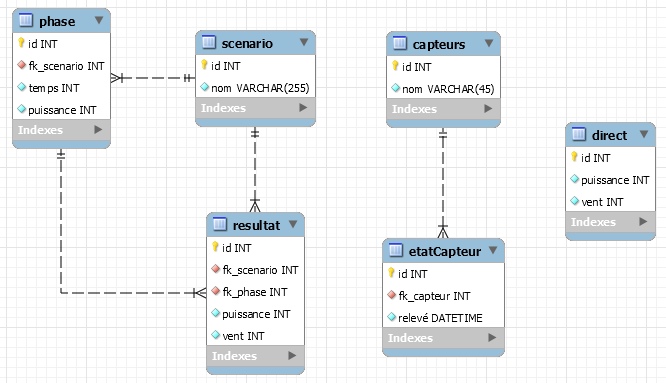 phase
id INT
fk_scenario INT
temps INT
puissance INT
Indexes
scenario
id INT
nom VARCHAR(255)
Indexes
capteurs
id INT
nom VARCHAR(45)
Indexes
direct
id INT
puissance INT
vent INT
Indexes
resultat
id INT
fk_scenario INT
fk_phase INT
puissance INT
vent INT
Indexes
etatCapteur
id INT
fk_capteur INT
relevé DATETIME
Indexes